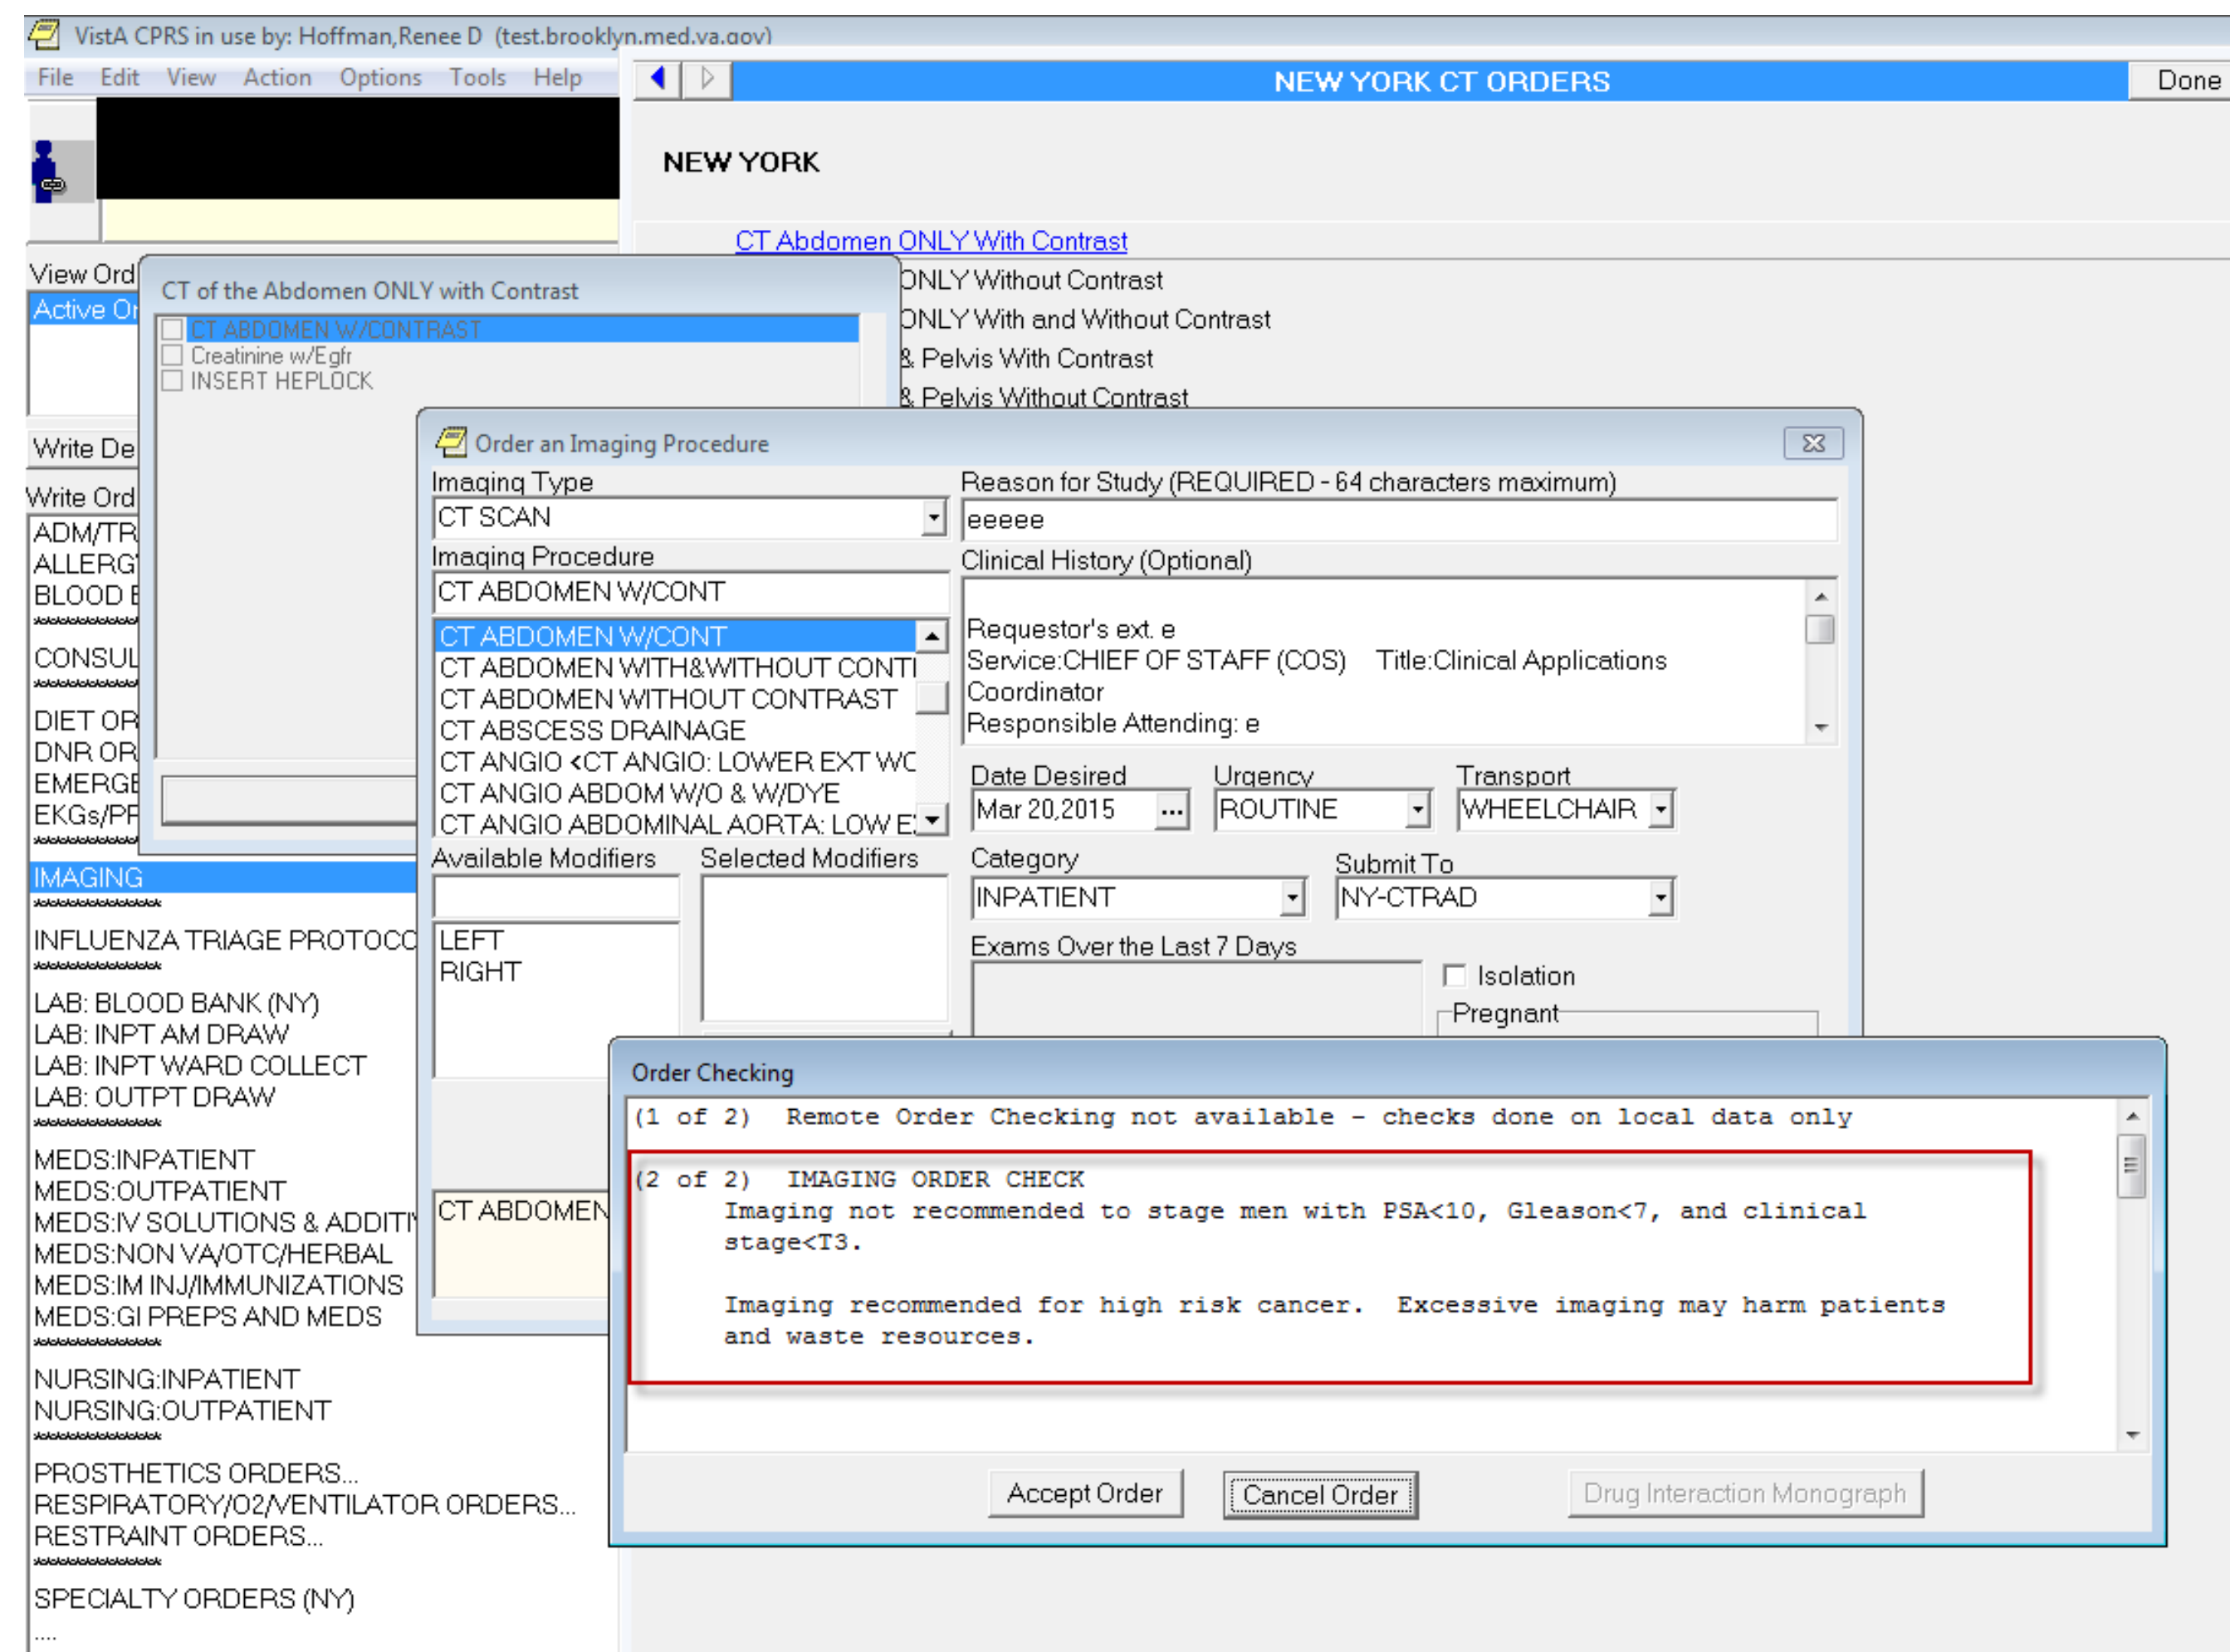 VistA CPRS in use by: Hoffman,Renee D (test.brooklyn.med.va.gov)
File Edit View Action Options Tools Help
NEW YORK CT ORDERS
Done
NEW YORK
CT Abdomen ONLY With Contrast
ONLY Without Contrast
ONLY With and Without Contrast
& Pelvis With Contrast
& Pelvis Without Contrast
View Ord
Active Or
CT of the Abdomen ONLY with Contrast
CT ABDOMEN W/CONTRAST
Creatinine w/Egfr
INSERT HEPLOCK
Write De
Write Ord
ADM/TR
ALLERG
BLOOD B
**************
CONSUL
**************
DIET OR
DNR OR
EMERGE
EKGs/PR
**************
IMAGING
**************
INFLUENZA TRIAGE PROTOCO
**************
LAB: BLOOD BANK (NY)
LAB: INPT AM DRAW
LAB: INPT WARD COLLECT
LAB: OUTPT DRAW
**************
MEDS:INPATIENT
MEDS:OUTPATIENT
MEDS:IV SOLUTIONS & ADDITI
MEDS:NON VA/OTC/HERBAL
MEDS:IM INJ/IMMUNIZATIONS
MEDS:GI PREPS AND MEDS
**************
NURSING:INPATIENT
NURSING:OUTPATIENT
**************
PROSTHETICS ORDERS...
RESPIRATORY/O2/VENTILATOR ORDERS...
RESTRAINT ORDERS...
**************
SPECIALTY ORDERS (NY)
....
Order an Imaging Procedure
Imaging Type
CT SCAN
Imaging Procedure
CT ABDOMEN W/CONT
CT ABDOMEN W/CONT
CT ABDOMEN WITH&WITHOUT CONT
CT ABDOMEN WITHOUT CONTRAST
CT ABSCESS DRAINAGE
CT ANGIO <CT ANGIO: LOWER EXT WO
CT ANGIO ABDOM W/O & W/DYE
CT ANGIO ABDOMINAL AORTA: LOW E
Available Modifiers
Selected Modifiers
LEFT
RIGHT
CT ABDOMEN
Reason for Study (REQUIRED - 64 characters maximum)
eeeee
Clinical History (Optional)
Requestor's ext. e
Service:CHIEF OF STAFF (COS) Title:Clinical Applications
Coordinator
Responsible Attending: e
Date Desired Urgency Transport
Mar 20,2015 ... ROUTINE WHEELCHAIR
Category Submit To
INPATIENT NY-CTRAD
Exams Over the Last 7 Days
Isolation
Pregnant
Order Checking
(1 of 2) Remote Order Checking not available - checks done on local data only
(2 of 2) IMAGING ORDER CHECK
Imaging not recommended to stage men with PSA<10, Gleason<7, and clinical
stage<T3.
Imaging recommended for high risk cancer. Excessive imaging may harm patients
and waste resources.
Accept Order Cancel Order Drug Interaction Monograph